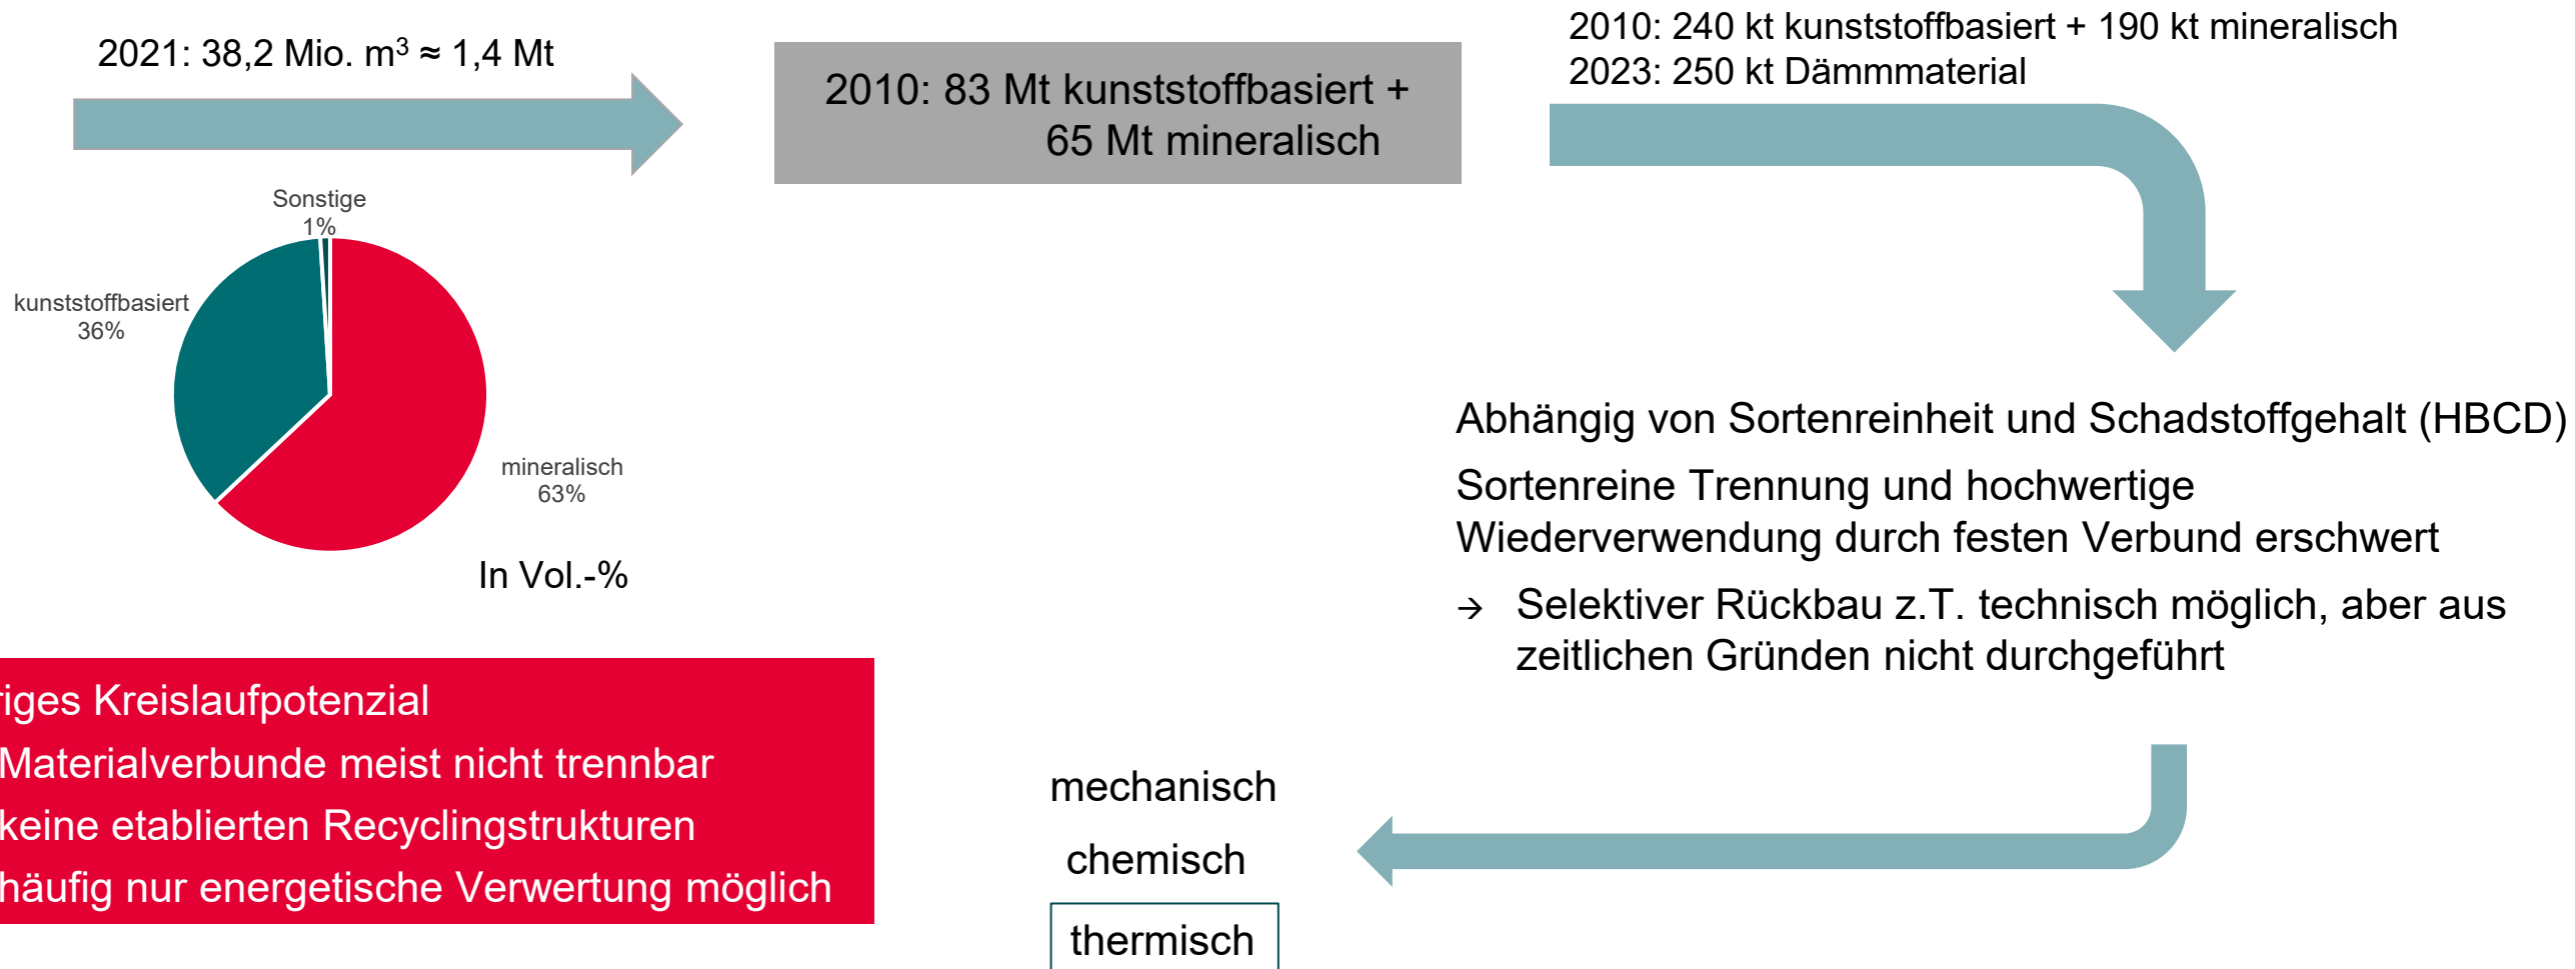 2021: 38,2 Mio. m³ ≈ 1,4 Mt
2010: 83 Mt kunststoffbasiert +
65 Mt mineralisch
2010: 240 kt kunststoffbasiert + 190 kt mineralisch
2023: 250 kt Dämmmaterial
Sonstige
1%
kunststoffbasiert
36%
mineralisch
63%
In Vol.-%
Abhängig von Sortenreinheit und Schadstoffgehalt (HBCD)
Sortenreine Trennung und hochwertige
Wiederverwendung durch festen Verbund erschwert
→ Selektiver Rückbau z.T. technisch möglich, aber aus
zeitlichen Gründen nicht durchgeführt
Kreislaufpotenzial
Materialverbunde meist nicht trennbar
keine etablierten Recyclingstrukturen
häufig nur energetische Verwertung möglich
mechanisch
chemisch
thermisch